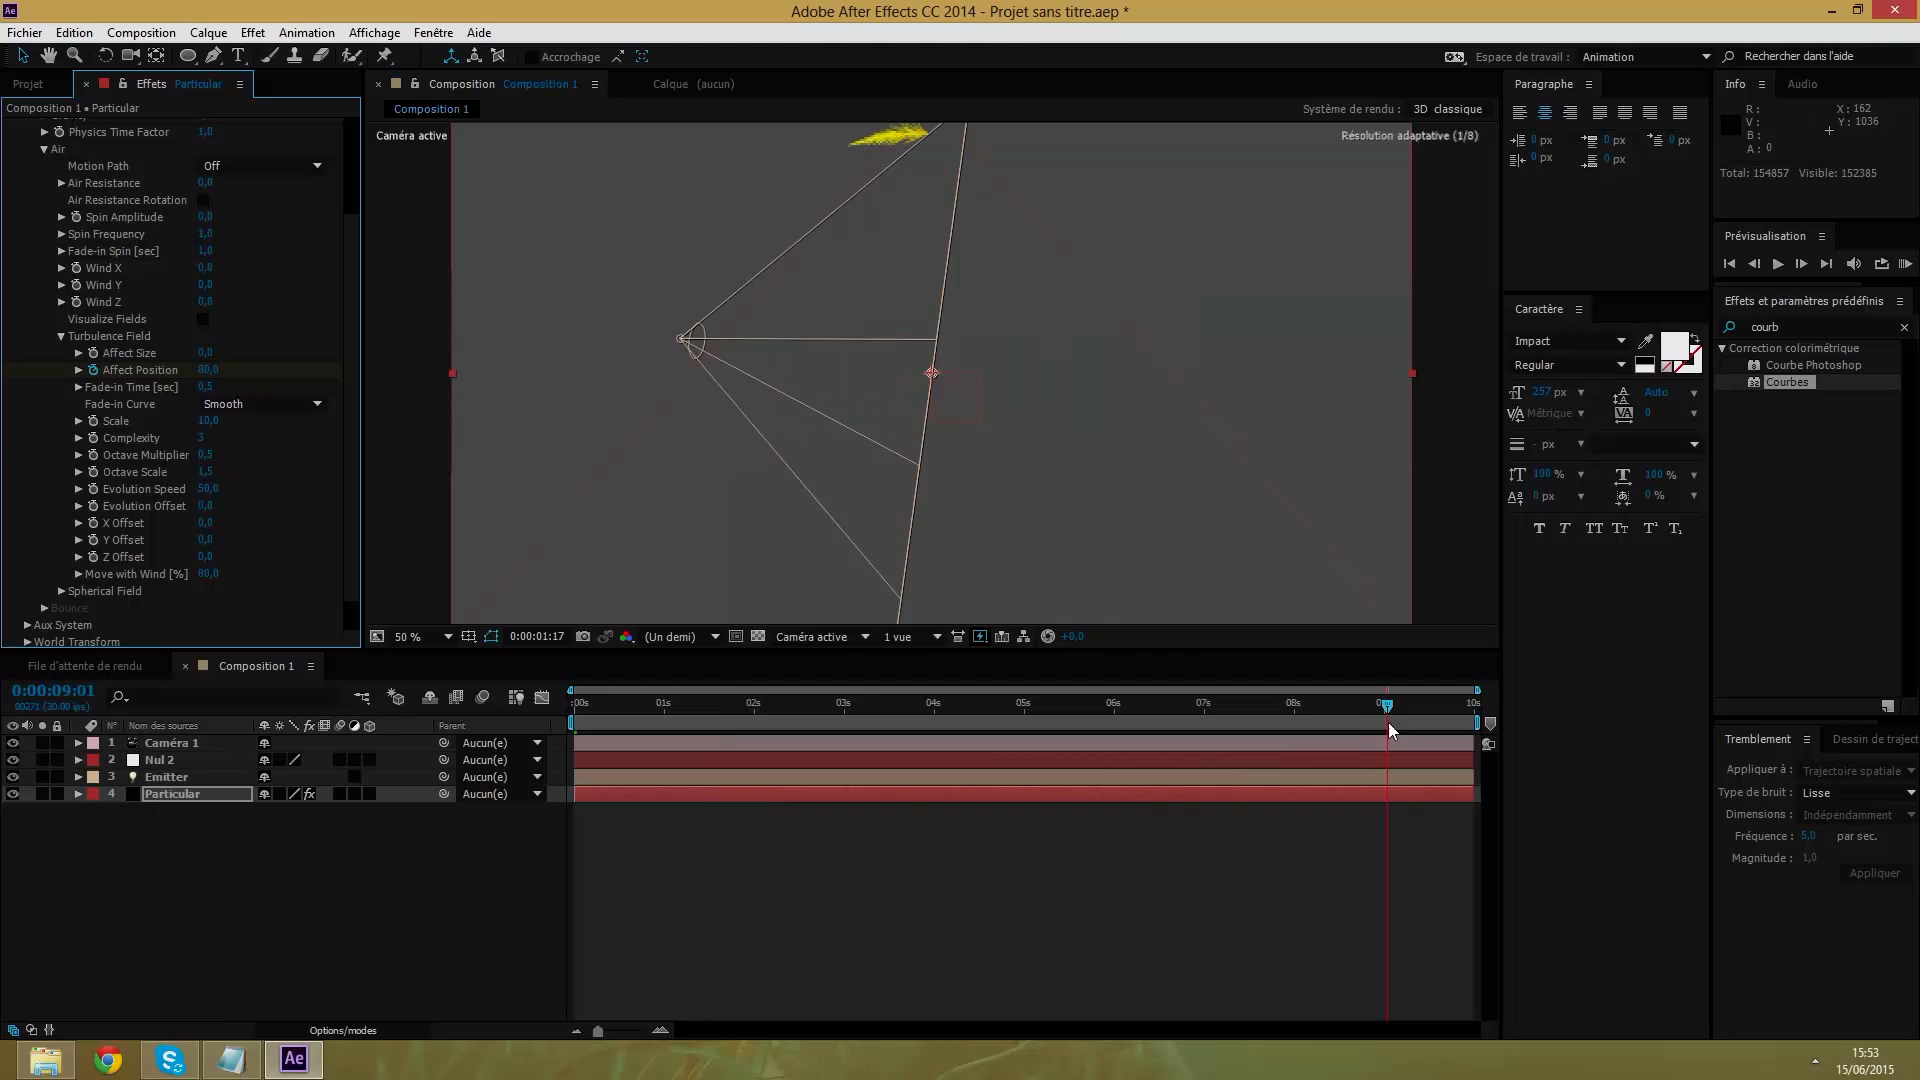 Adobe After Effects CC 2014 - Projet sans titre.aep *
Fichier Edition Composition Calque Effet Animation Affichage Fenêtre Aide
Accrochage
Espace de travail : Animation
Rechercher dans l'aide
Projet
Effets Particular
Composition 1 • Particular
Physics Time Factor 1,0
Air
Motion Path Off
Air Resistance 0,0
Air Resistance Rotation
Spin Amplitude 0,0
Spin Frequency 1,0
Fade-in Spin [sec] 1,0
Wind X 0,0
Wind Y 0,0
Wind Z 0,0
Visualize Fields
Turbulence Field
Affect Size 0,0
Affect Position 80,0
Fade-in Time [sec] 0,5
Fade-in Curve Smooth
Scale 10,0
Complexity 3
Octave Multiplier 0,5
Octave Scale 1,5
Evolution Speed 50,0
Evolution Offset 0,0
X Offset 0,0
Y Offset 0,0
Z Offset 0,0
Move with Wind [%] 80,0
Spherical Field
Bounce
Aux System
World Transform
Composition Composition 1
Calque (aucun)
Composition 1
Système de rendu : 3D classique
Caméra active
Résolution adaptative (1/8)
50 %
0:00:01:17
(Un demi)
Caméra active
1 vue
+0,0
Paragraphe
0 px 0 px 0 px
0 px 0 px
Caractère
Impact
Regular
257 px Auto
Métrique 0
- px
100 % 100 %
0 px 0 %
T T TT Tт T¹ T₁
Info Audio
R : X : 162
V : Y : 1036
B :
A : 0
Total: 154857 Visible: 152385
Prévisualisation
Effets et paramètres prédéfinis
courb
Correction colorimétrique
Courbe Photoshop
Courbes
Tremblement
Dessin de traject
Appliquer à : Trajectoire spatiale
Type de bruit : Lisse
Dimensions : Indépendamment
Fréquence : 5,0 par sec.
Magnitude : 1,0
Appliquer
File d'attente de rendu
Composition 1
0:00:09:01
00271 (30.00 ips)
:00s 01s 02s 03s 04s 05s 06s 07s 08s 10s
N° Nom des sources
Parent
1 Caméra 1 Aucun(e)
2 Nul 2 Aucun(e)
3 Emitter Aucun(e)
4 Particular fx Aucun(e)
Options/modes
Ae
15:53
15/06/2015